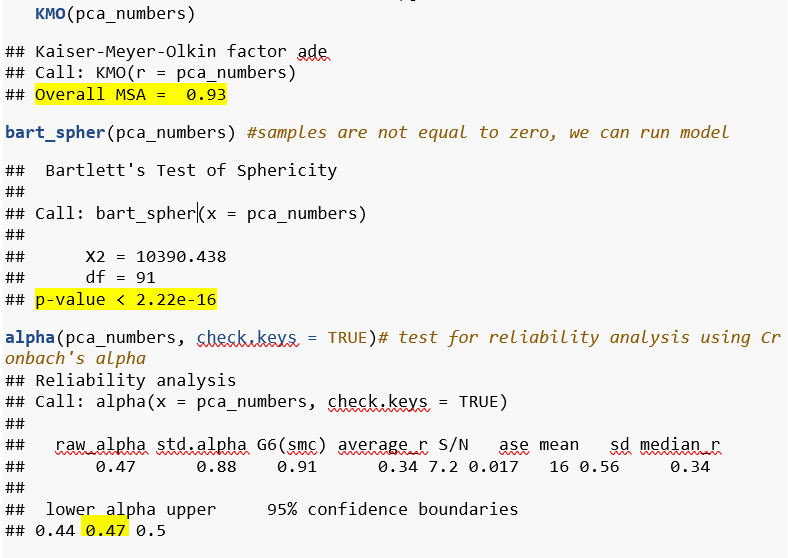 KMO(pca_numbers)
## Kaiser-Meyer-Olkin factor ade
## Call: KMO(r = pca_numbers)
## Overall MSA =  0.93
bart_spher(pca_numbers) #samples are not equal to zero, we can run model
##  Bartlett's Test of Sphericity
##
## Call: bart_spher(x = pca_numbers)
##
##      X2 = 10390.438
##      df = 91
## p-value < 2.22e-16
alpha(pca_numbers, check.keys = TRUE)# test for reliability analysis using Cr
onbach's alpha
## Reliability analysis
## Call: alpha(x = pca_numbers, check.keys = TRUE)
##
##   raw_alpha std.alpha G6(smc) average_r S/N   ase mean   sd median_r
##       0.47      0.88    0.91      0.34 7.2 0.017   16 0.56     0.34
##
##  lower alpha upper     95% confidence boundaries
## 0.44 0.47 0.5